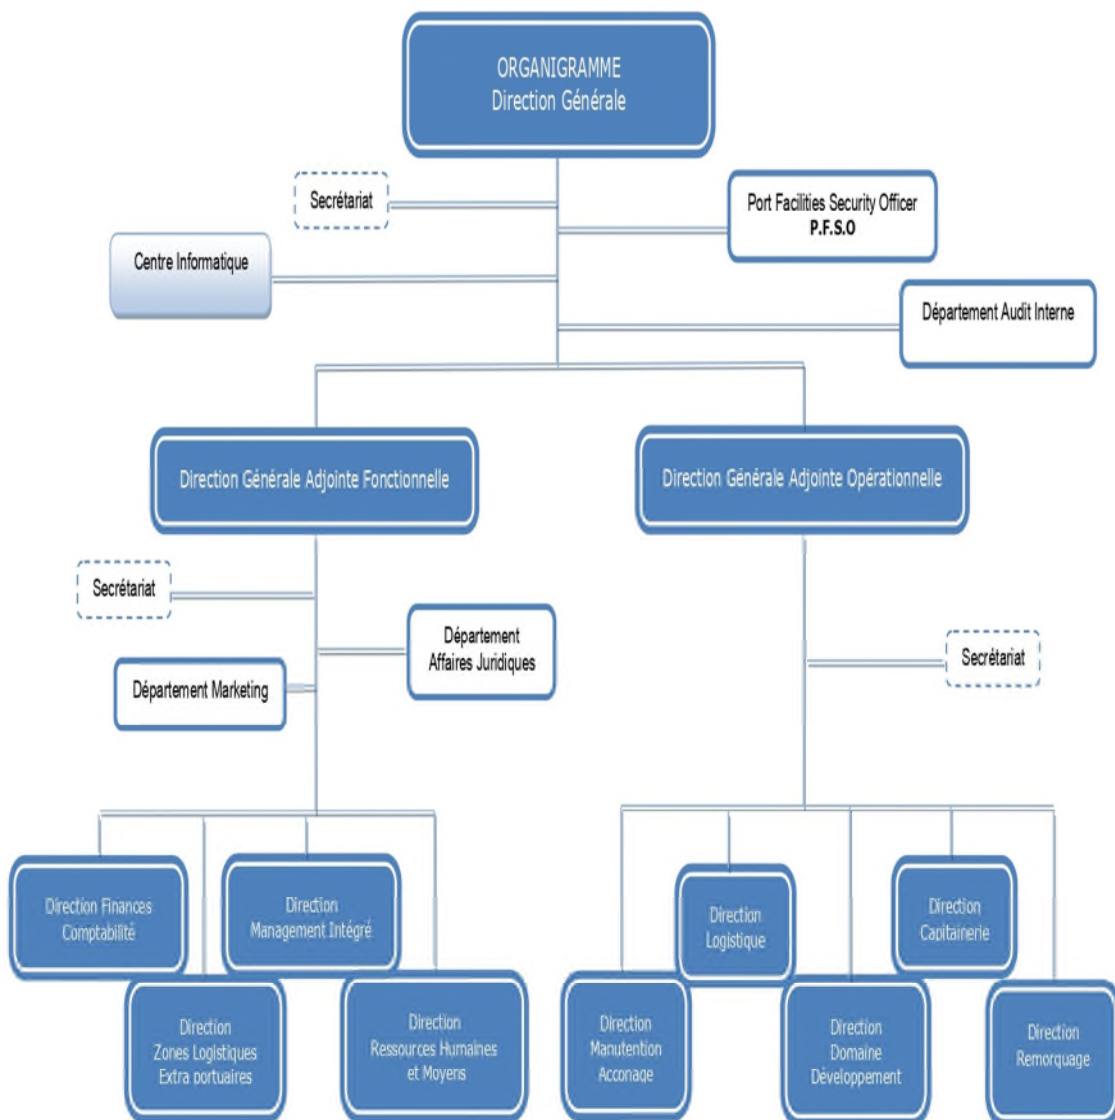 ORGANIGRAMME
Direction Générale
Secrétariat
Port Facilities Security Officer
P.F.S.O
Centre Informatique
Département Audit Interne
Direction Générale Adjointe Fonctionnelle
Direction Générale Adjointe Opérationnelle
Secrétariat
Département
Affaires Juridiques
Secrétariat
Département Marketing
Direction Finances
Comptabilité
Direction
Management Intégré
Direction
Logistique
Direction
Capitainerie
Direction
Zones Logistiques
Extra portuaires
Direction
Ressources Humaines
et Moyens
Direction
Manutention
Acconage
Direction
Domaine
Développement
Direction
Remorquage